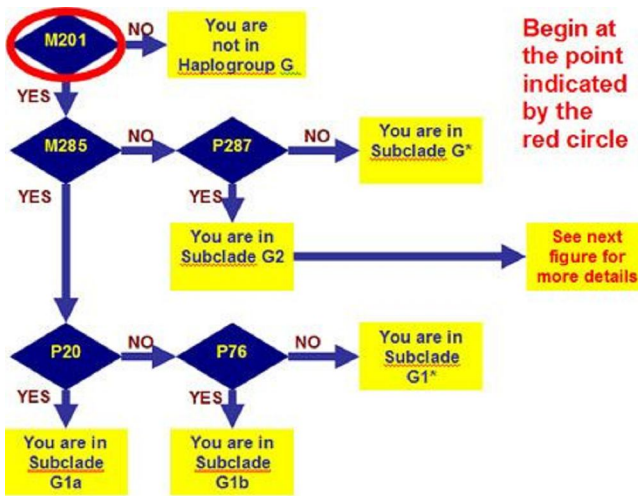 M201
NO
You are
not in
Haplogroup G
Begin at
the point
indicated
by the
red circle
YES
M285
NO
P287
NO
You are in
Subclade G*
YES
YES
You are in
Subclade G2
See next
figure for
more details
P20
NO
P76
NO
You are in
Subclade
G1*
YES
YES
You are in
Subclade
G1a
You are in
Subclade
G1b